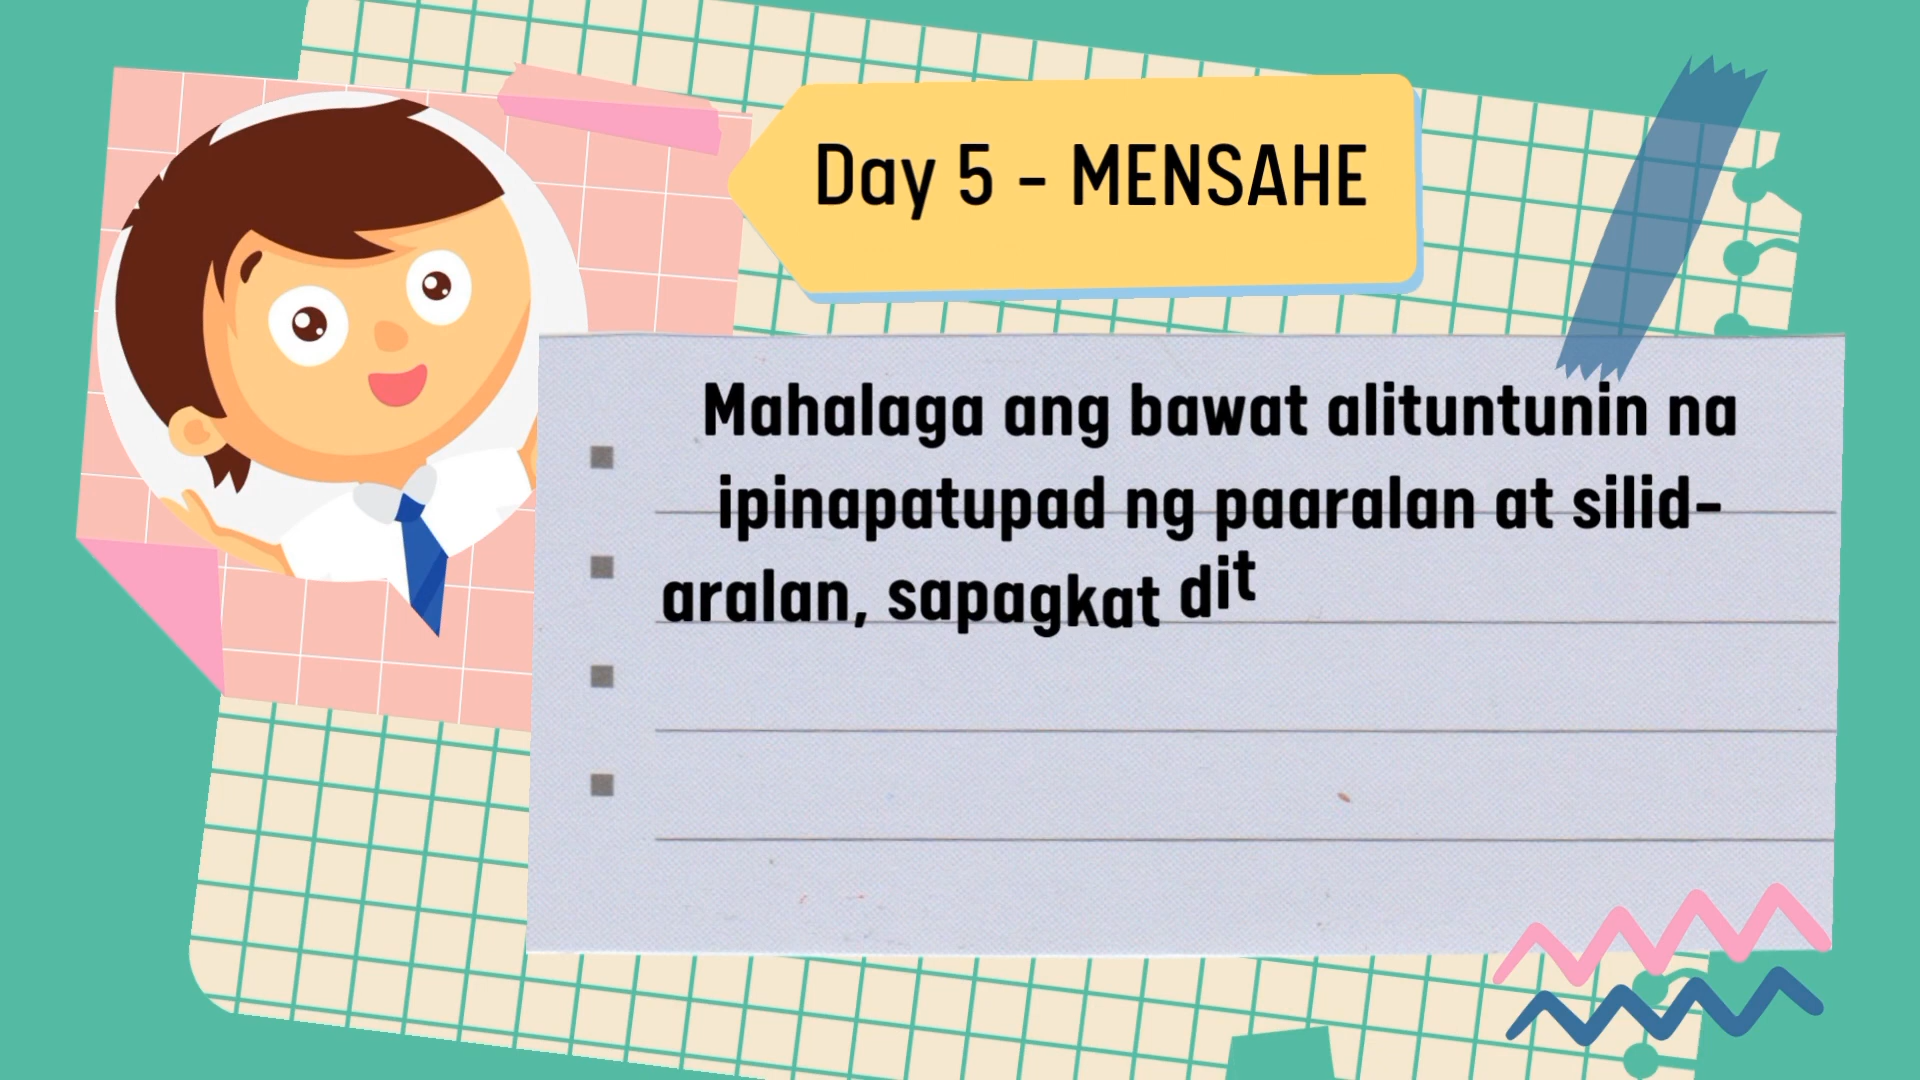 Day 5 - MENSAHE
Mahalaga ang bawat alituntunin na
ipinapatupad ng paaralan at silid-
aralan, sapagkat dit